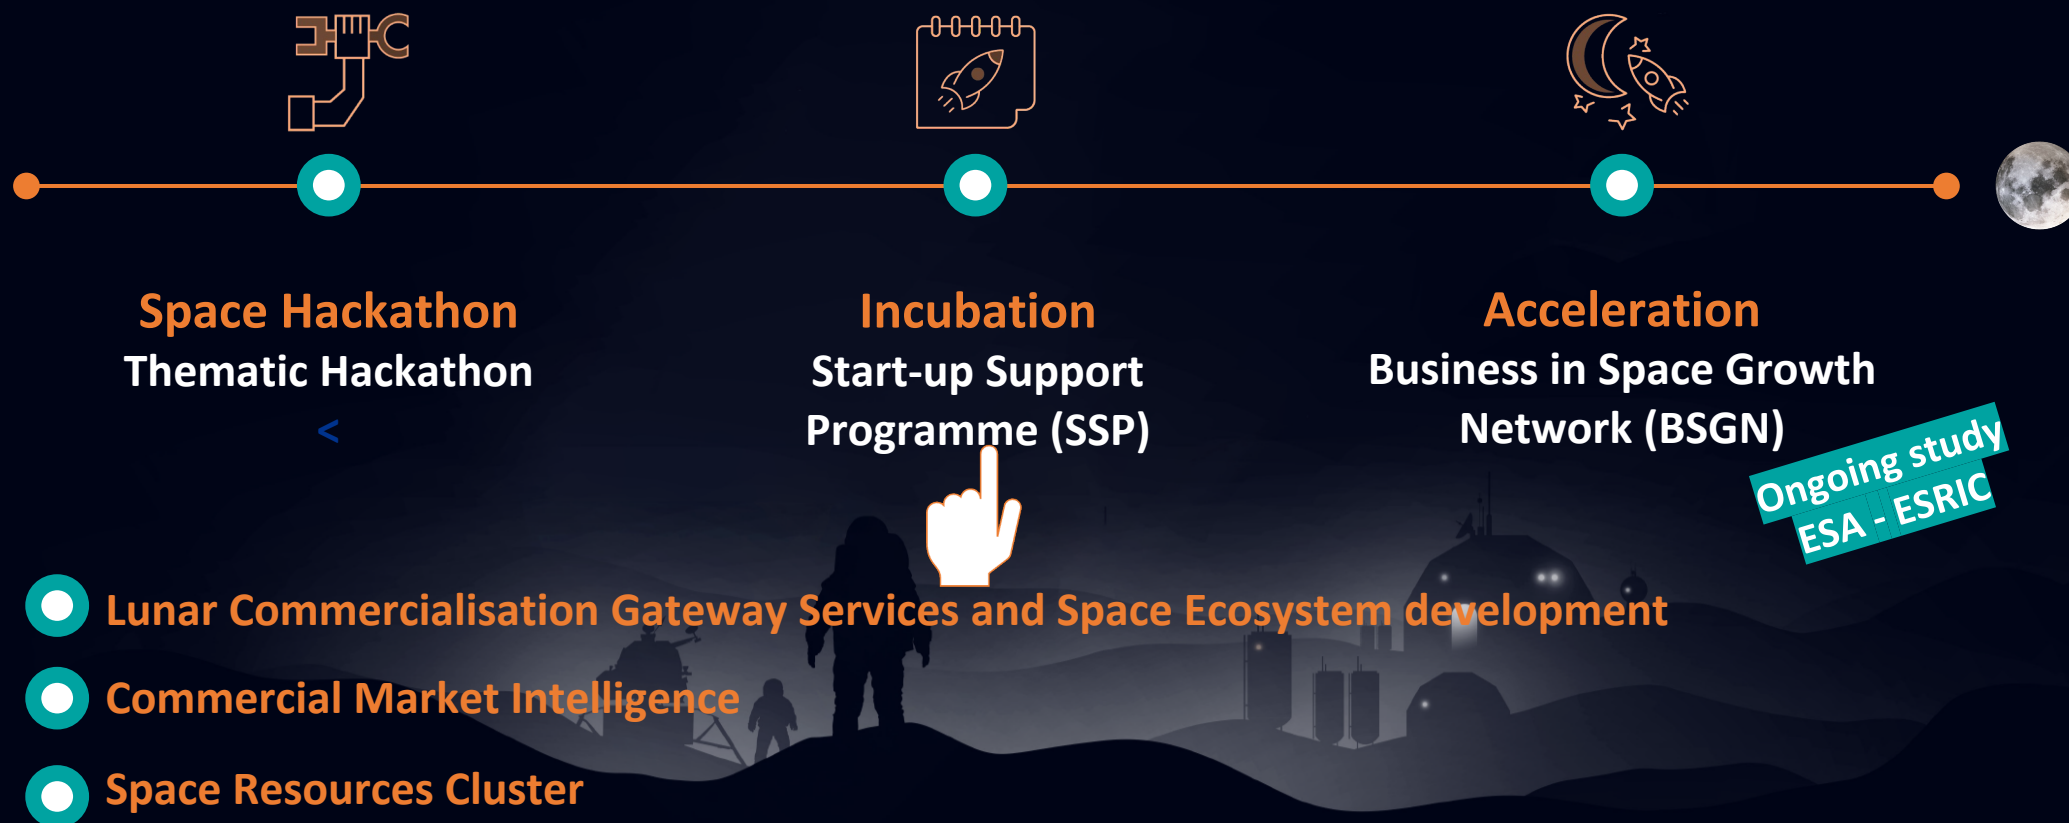 Space Hackathon
Thematic Hackathon
<
Incubation
Start-up Support
Programme (SSP)
Acceleration
Business in Space Growth
Network (BSGN)
Ongoing study
ESA - ESRIC
Lunar Commercialisation Gateway Services and Space Ecosystem development
Commercial Market Intelligence
Space Resources Cluster